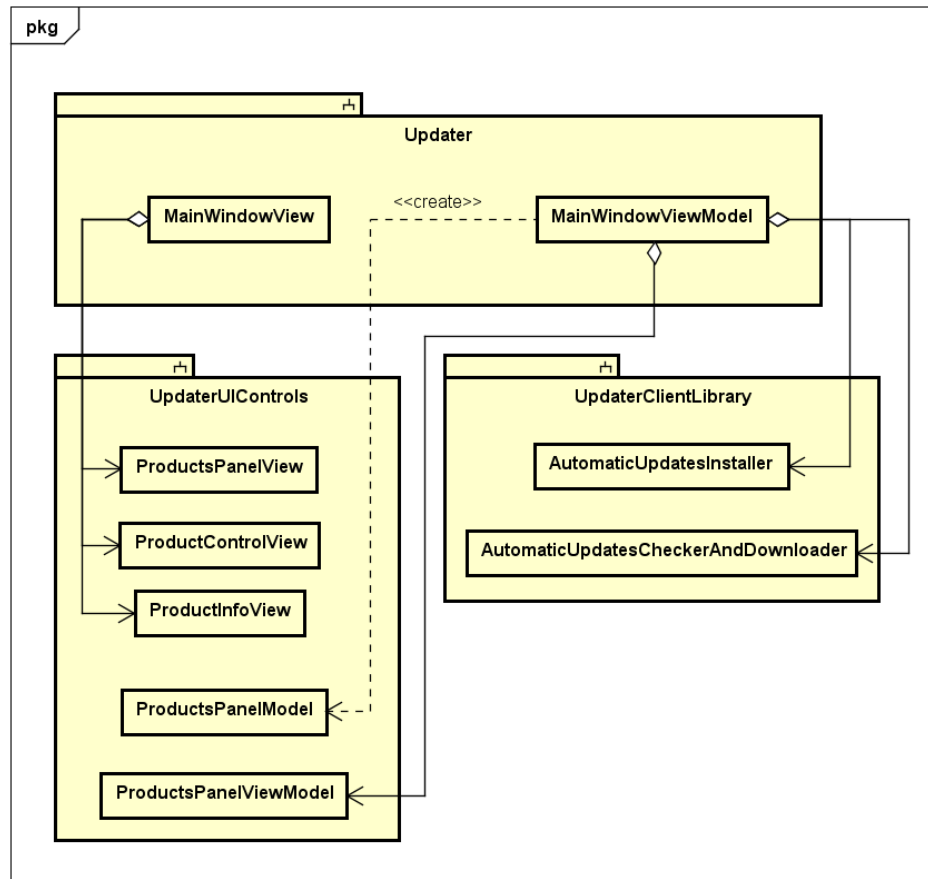 pkg
Updater
<<create>>
MainWindowView
MainWindowViewModel
UpdaterUIControls
UpdaterClientLibrary
ProductsPanelView
AutomaticUpdatesInstaller
ProductControlView
AutomaticUpdatesCheckerAndDownloader
ProductInfoView
ProductsPanelModel
ProductsPanelViewModel